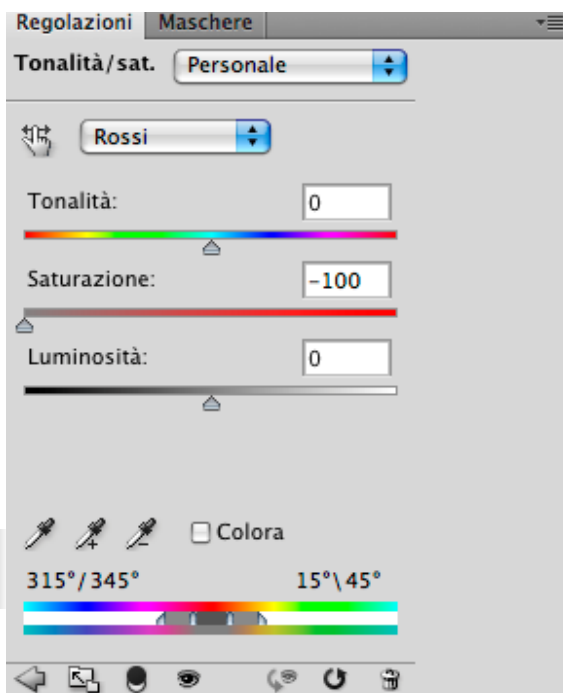 Regolazioni Maschere
Tonalità/sat. Personale
Rossi
Tonalità: 0
Saturazione: -100
Luminosità: 0
Colora
315°/345° 15°\45°